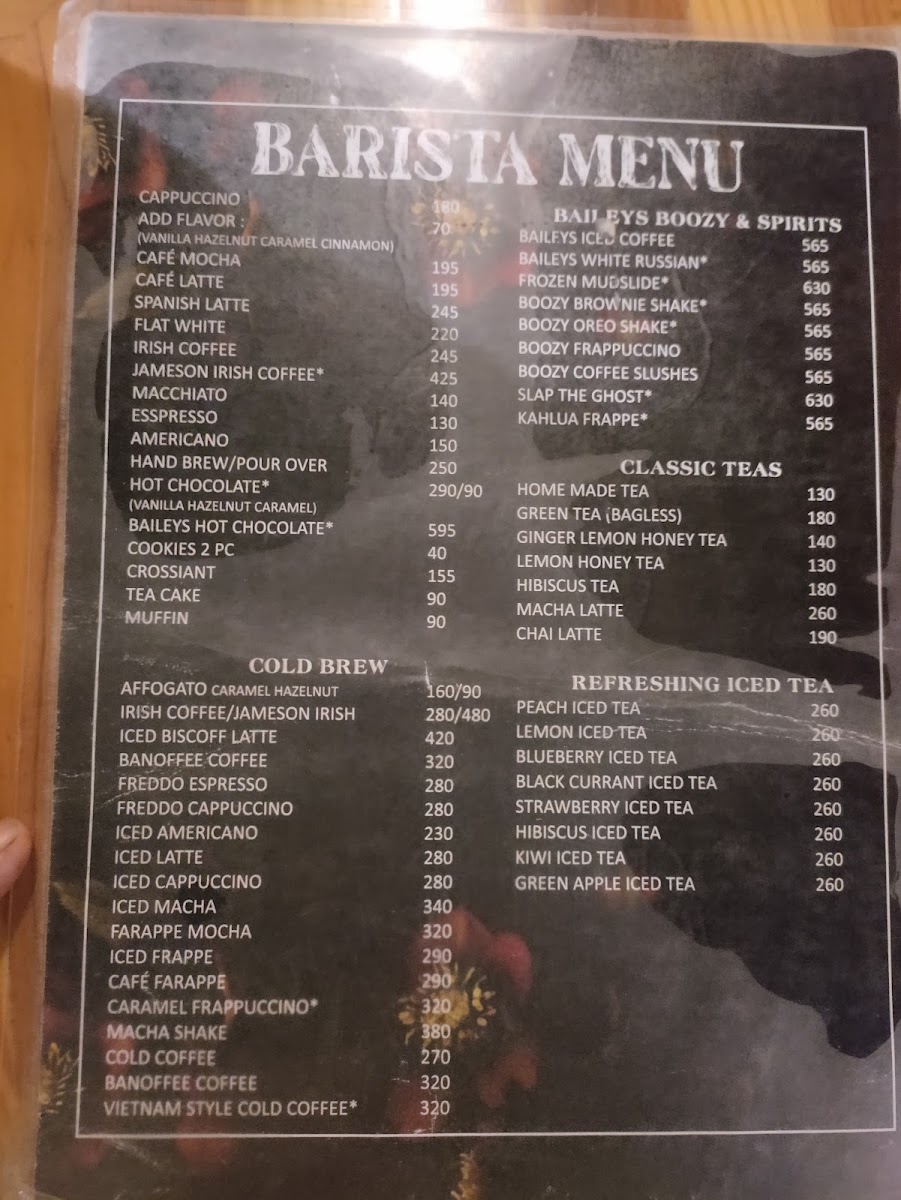 BARISTA MENU
CAPPUCCINO 180
ADD FLAVOR : 70
(VANILLA HAZELNUT CARAMEL CINNAMON)
CAFÉ MOCHA 195
CAFÉ LATTE 195
SPANISH LATTE 245
FLAT WHITE 220
IRISH COFFEE 245
JAMESON IRISH COFFEE* 425
MACCHIATO 140
ESSPRESSO 130
AMERICANO 150
HAND BREW/POUR OVER 250
HOT CHOCOLATE* 290/90
(VANILLA HAZELNUT CARAMEL)
BAILEYS HOT CHOCOLATE* 595
COOKIES 2 PC 40
CROSSIANT 155
TEA CAKE 90
MUFFIN 90
COLD BREW
AFFOGATO CARAMEL HAZELNUT 160/90
IRISH COFFEE/JAMESON IRISH 280/480
ICED BISCOFF LATTE 420
BANOFFEE COFFEE 320
FREDDO ESPRESSO 280
FREDDO CAPPUCCINO 280
ICED AMERICANO 230
ICED LATTE 280
ICED CAPPUCCINO 280
ICED MACHA 340
FARAPPE MOCHA 320
ICED FRAPPE 290
CAFÉ FARAPPE 290
CARAMEL FRAPPUCCINO* 320
MACHA SHAKE 380
COLD COFFEE 270
BANOFFEE COFFEE 320
VIETNAM STYLE COLD COFFEE* 320
BAILEYS BOOZY & SPIRITS
BAILEYS ICED COFFEE 565
BAILEYS WHITE RUSSIAN* 565
FROZEN MUDSLIDE* 630
BOOZY BROWNIE SHAKE* 565
BOOZY OREO SHAKE* 565
BOOZY FRAPPUCCINO 565
BOOZY COFFEE SLUSHES 565
SLAP THE GHOST* 630
KAHLUA FRAPPE* 565
CLASSIC TEAS
HOME MADE TEA 130
GREEN TEA (BAGLESS) 180
GINGER LEMON HONEY TEA 140
LEMON HONEY TEA 130
HIBISCUS TEA 180
MACHA LATTE 260
CHAI LATTE 190
REFRESHING ICED TEA
PEACH ICED TEA 260
LEMON ICED TEA 260
BLUEBERRY ICED TEA 260
BLACK CURRANT ICED TEA 260
STRAWBERRY ICED TEA 260
HIBISCUS ICED TEA 260
KIWI ICED TEA 260
GREEN APPLE ICED TEA 260